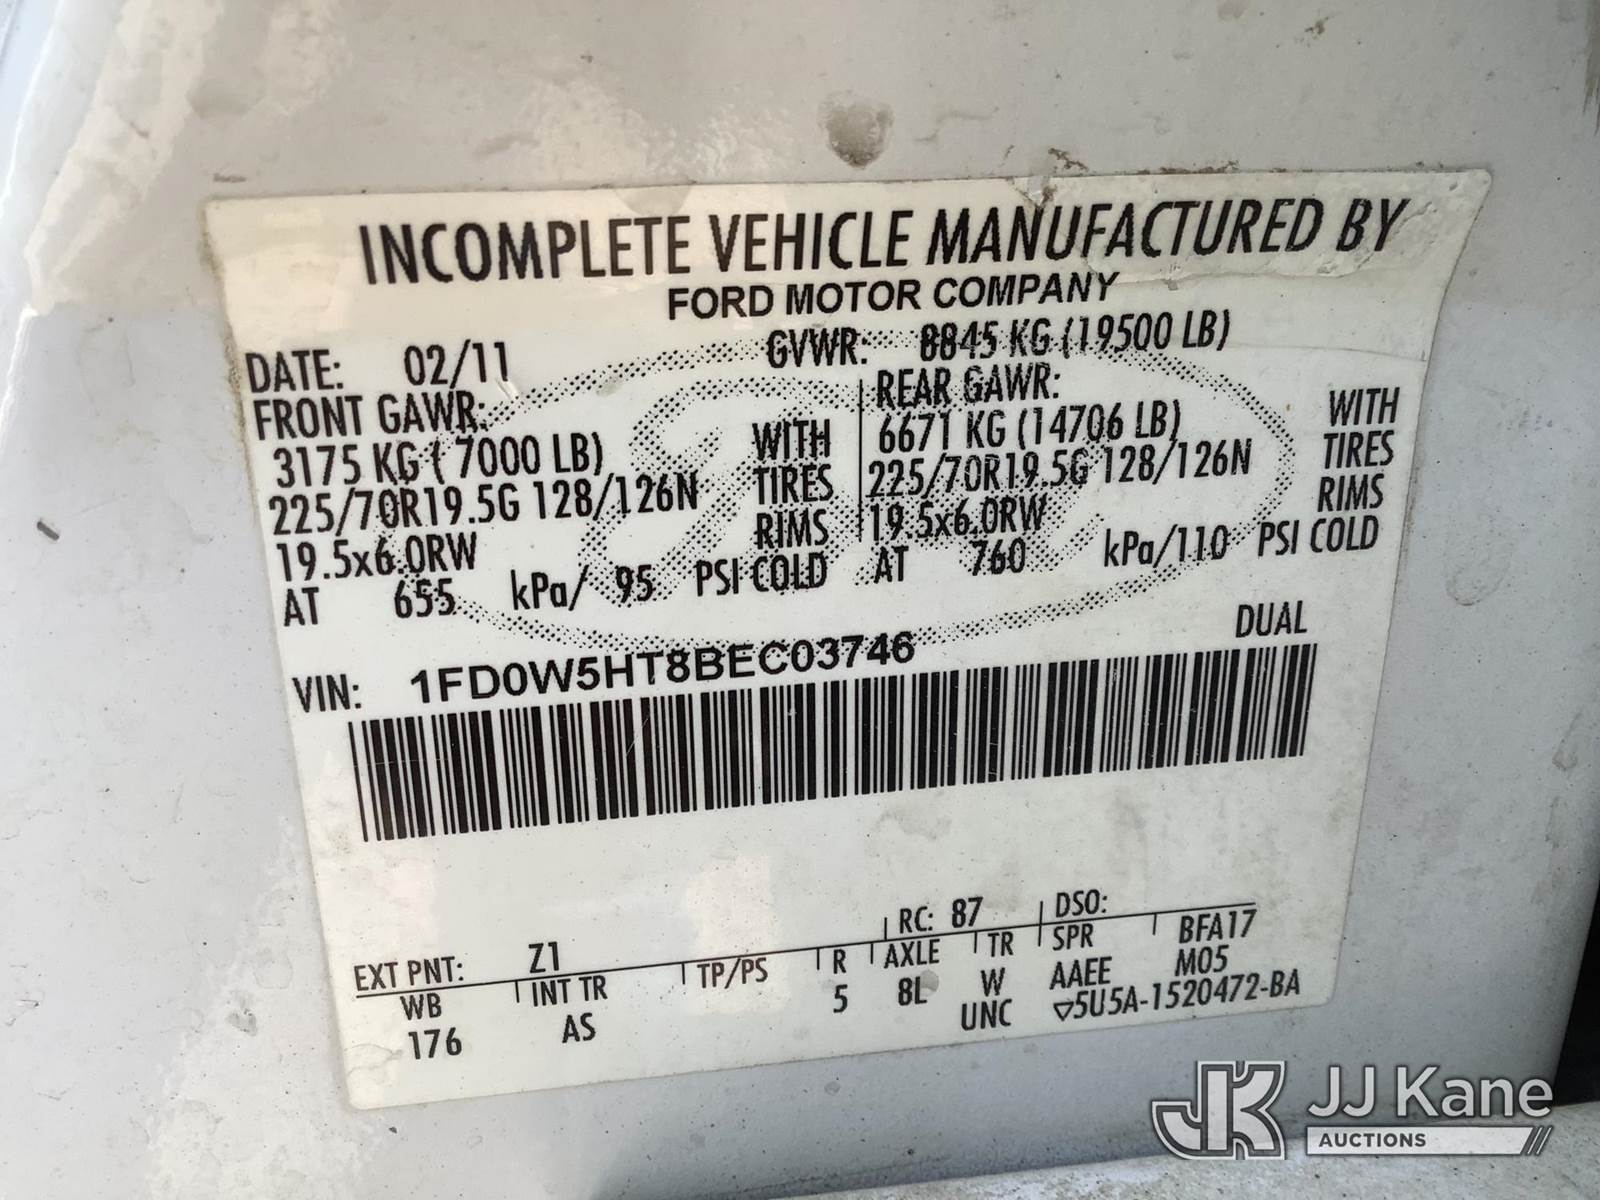 INCOMPLETE VEHICLE MANUFACTURED BY
FORD MOTOR COMPANY
DATE: 02/11 GVWR: 8845 KG (19500 LB)
FRONT GAWR: REAR GAWR:
3175 KG ( 7000 LB) WITH 6671 KG (14706 LB) WITH
225/70R19.5G 128/126N TIRES 225/70R19.5G 128/126N TIRES
19.5x6.0RW RIMS 19.5x6.0RW RIMS
AT 655 kPa/ 95 PSI COLD AT 760 kPa/110 PSI COLD
DUAL
VIN: 1FD0W5HT8BEC03746
EXT PNT: Z1 RC: 87 DSO:
WB INT TR TP/PS R AXLE TR SPR BFA17
176 AS 5 8L W AAEE M05
UNC ▽5U5A-1520472-BA
JK JJ Kane
AUCTIONS